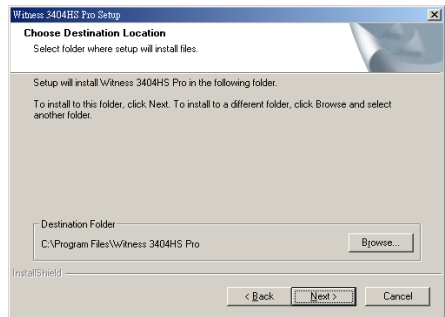 Witness 3404HS Pro Setup
Choose Destination Location
Select folder where setup will install files.
Setup will install Witness 3404HS Pro in the following folder.
To install to this folder, click Next. To install to a different folder, click Browse and select
another folder.
Destination Folder
C:\Program Files\Witness 3404HS Pro
Browse...
InstallShield
< Back
Next >
Cancel